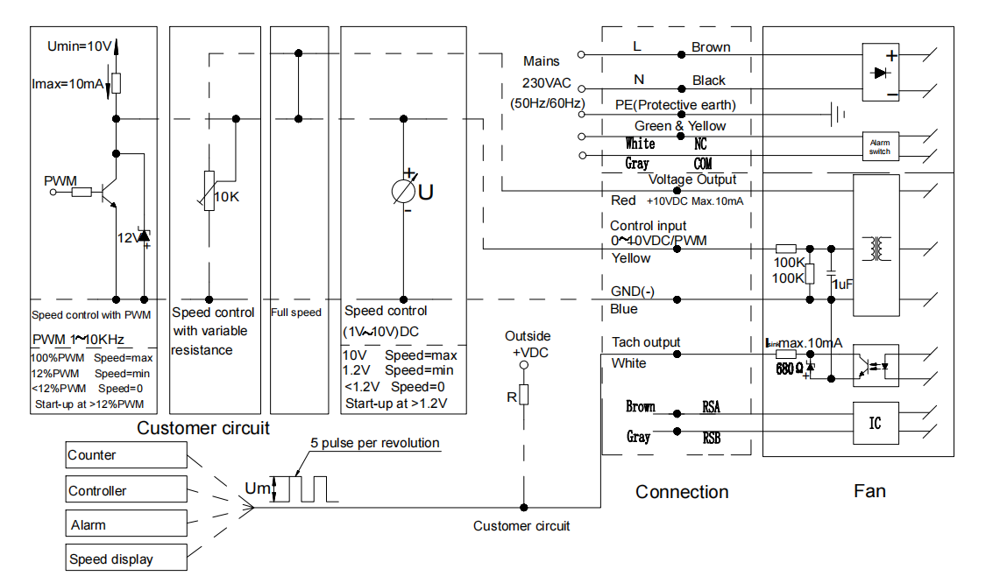 Umin=10V
Imax=10mA
PWM
12V
+
Speed control with PWM
PWM 1~10KHz
100%PWM Speed=max
12%PWM Speed=min
<12%PWM Speed=0
Start-up at >12%PWM
10K
Speed control
with variable
resistance
Full speed
+
U
-
Speed control
(1V~10V)DC
10V Speed=max
1.2V Speed=min
<1.2V Speed=0
Start-up at >1.2V
Customer circuit
Mains
230VAC
(50Hz/60Hz)
L Brown
N Black
PE(Protective earth)
Green & Yellow
White NC
Gray COM
Voltage Output
Red +10VDC Max.10mA
Control input
0~10VDC/PWM
Yellow
GND(-)
Blue
Tach output
White
Brown RSA
Gray RSB
Connection
+
-
Alarm
switch
100K
100K
1uF
Isink max.10mA
680Ω
+
IC
Fan
Outside
+VDC
R
Counter
Controller
Alarm
Speed display
Um
5 pulse per revolution
Customer circuit